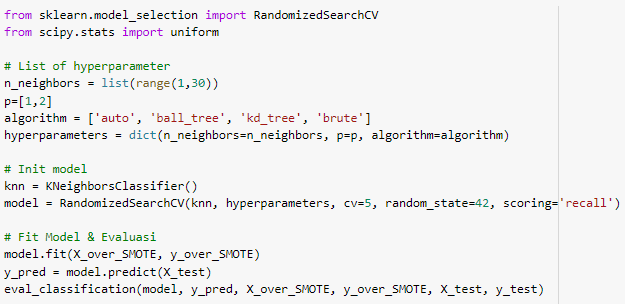 from sklearn.model_selection import RandomizedSearchCV
from scipy.stats import uniform
# List of hyperparameter
n_neighbors = list(range(1,30))
p=[1,2]
algorithm = ['auto', 'ball_tree', 'kd_tree', 'brute']
hyperparameters = dict(n_neighbors=n_neighbors, p=p, algorithm=algorithm)
# Init model
knn = KNeighborsClassifier()
model = RandomizedSearchCV(knn, hyperparameters, cv=5, random_state=42, scoring='recall')
# Fit Model & Evaluasi
model.fit(X_over_SMOTE, y_over_SMOTE)
y_pred = model.predict(X_test)
eval_classification(model, y_pred, X_over_SMOTE, y_over_SMOTE, X_test, y_test)